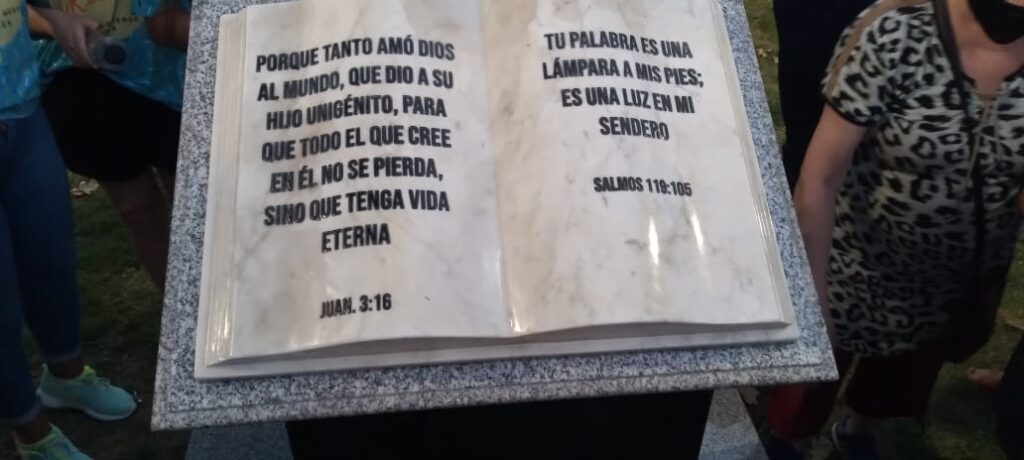 PORQUE TANTO AMÓ DIOS
AL MUNDO, QUE DIO A SU
HIJO UNIGÉNITO, PARA
QUE TODO EL QUE CREE
EN ÉL NO SE PIERDA,
SINO QUE TENGA VIDA
ETERNA
JUAN. 3:16
TU PALABRA ES UNA
LÁMPARA A MIS PIES;
ES UNA LUZ EN MI
SENDERO
SALMOS 119:105